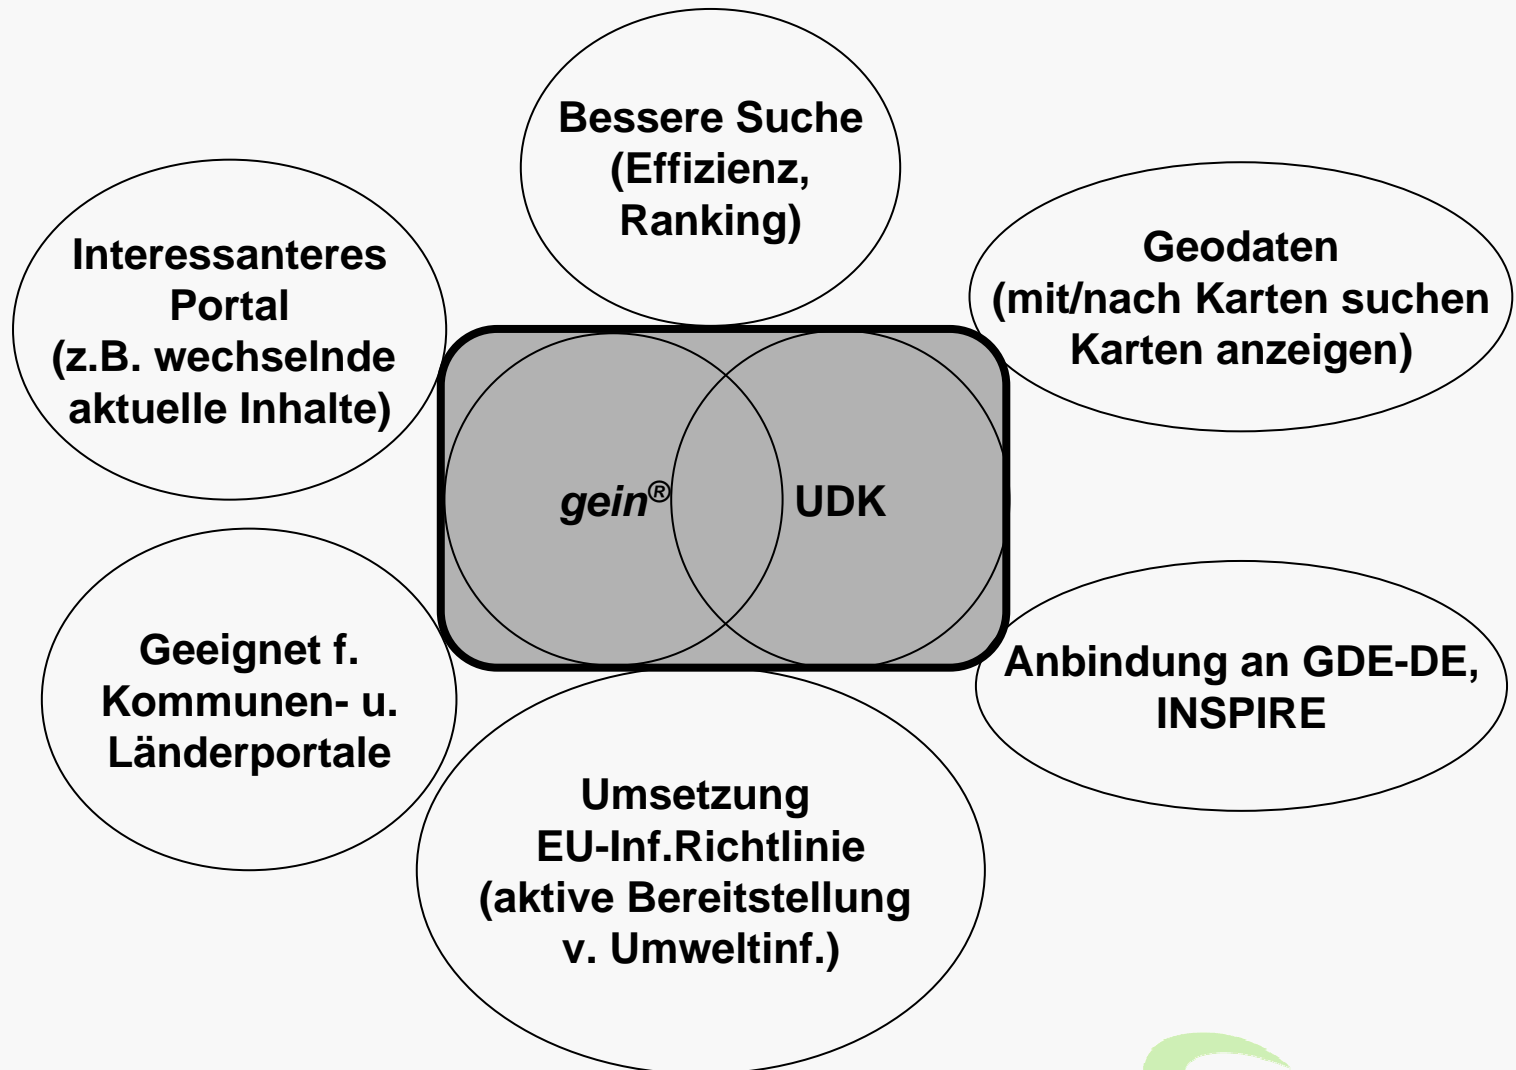 Bessere Suche
(Effizienz,
Ranking)
Interessanteres
Portal
(z.B. wechselnde
aktuelle Inhalte)
Geodaten
(mit/nach Karten suchen
Karten anzeigen)
gein®
UDK
Geeignet f.
Kommunen- u.
Länderportale
Anbindung an GDE-DE,
INSPIRE
Umsetzung
EU-Inf.Richtlinie
(aktive Bereitstellung
v. Umweltinf.)